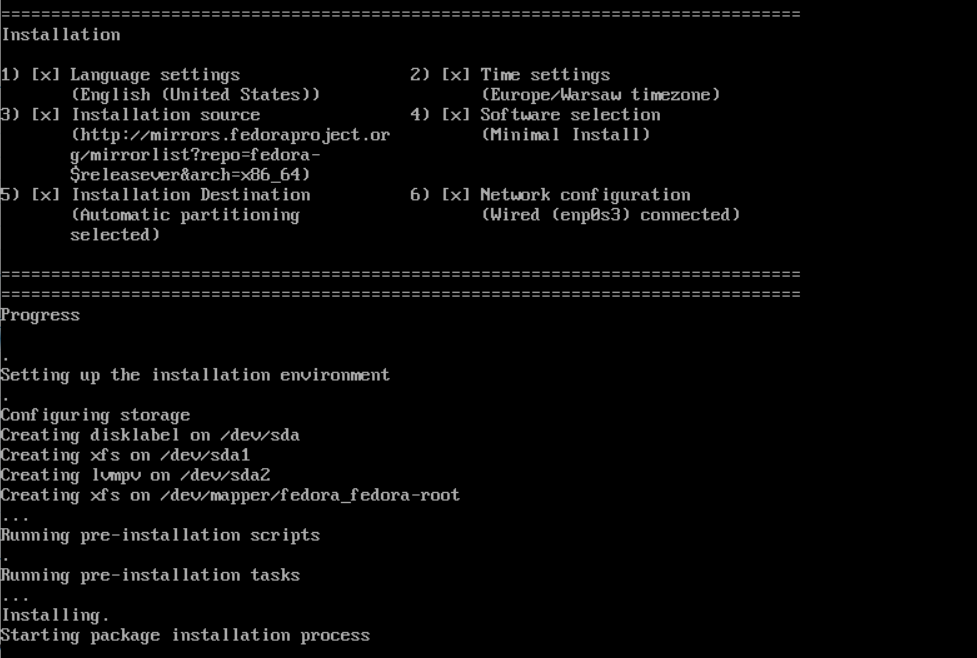 ================================================================================
Installation
1) [x] Language settings                 2) [x] Time settings
       (English (United States))                (Europe/Warsaw timezone)
3) [x] Installation source               4) [x] Software selection
       (http://mirrors.fedoraproject.or         (Minimal Install)
       g/mirrorlist?repo=fedora-
       $releasever&arch=x86_64)
5) [x] Installation Destination          6) [x] Network configuration
       (Automatic partitioning                  (Wired (enp0s3) connected)
       selected)
================================================================================
================================================================================
Progress
.
Setting up the installation environment
.
Configuring storage
Creating disklabel on /dev/sda
Creating xfs on /dev/sda1
Creating lvmpv on /dev/sda2
Creating xfs on /dev/mapper/fedora_fedora-root
...
Running pre-installation scripts
.
Running pre-installation tasks
...
Installing.
Starting package installation process